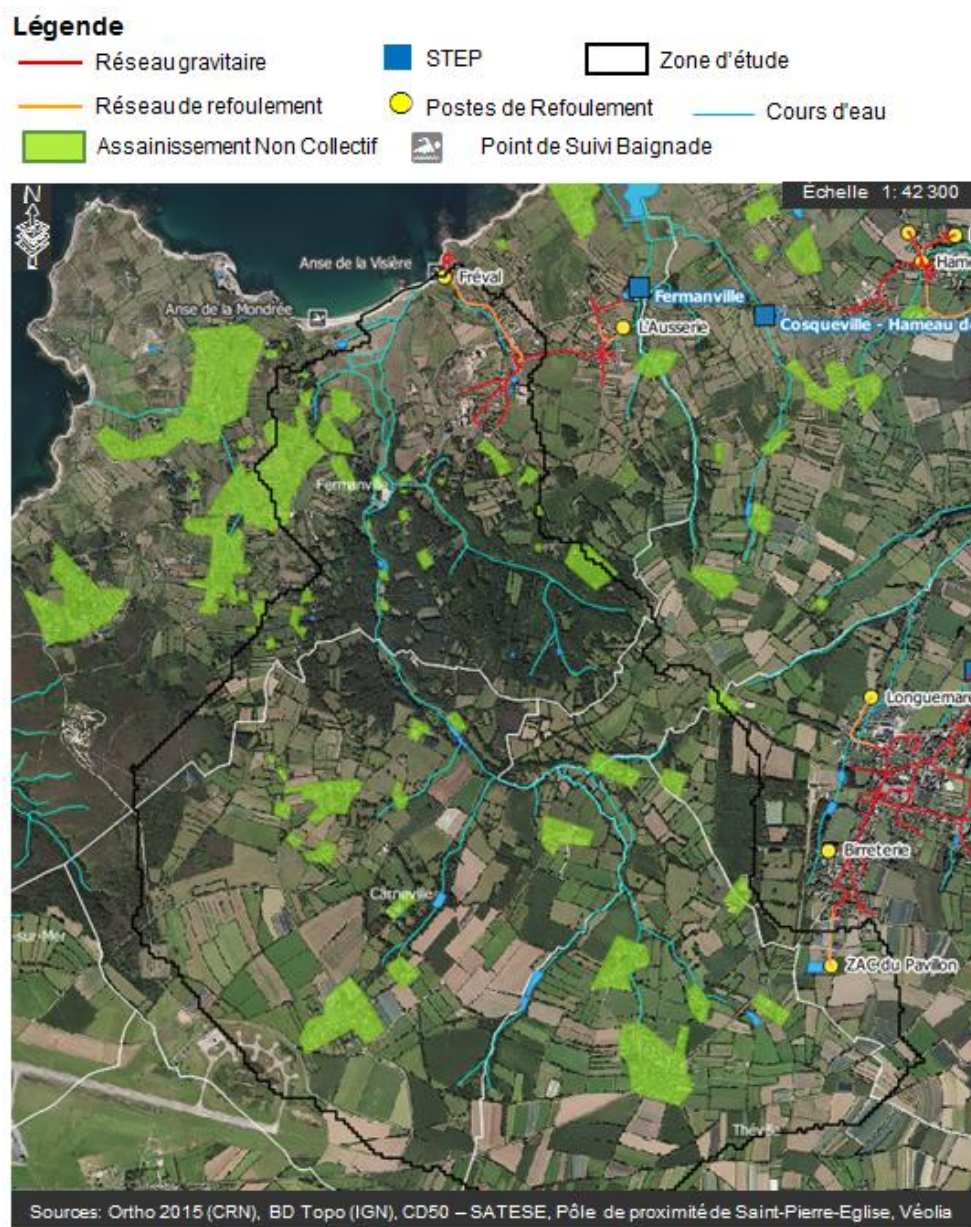 Légende
Réseau gravitaire STEP Zone d'étude
Réseau de refoulement Postes de Refoulement Cours d'eau
Assainissement Non Collectif Point de Suivi Baignade
N
Échelle 1: 42 300
Anse de la Visière
Fréval
Hame
Anse de la Mondrée
Fermanville
Cosqueville - Hameau de
L'Ausserie
Fermanville
Longuemare
Birreterie
Carneville
-sur-Mer
ZAC du Pavillon
Sources: Ortho 2015 (CRN), BD Topo (IGN), CD50 – SATESE, Pôle de proximité de Saint-Pierre-Eglise, Véolia